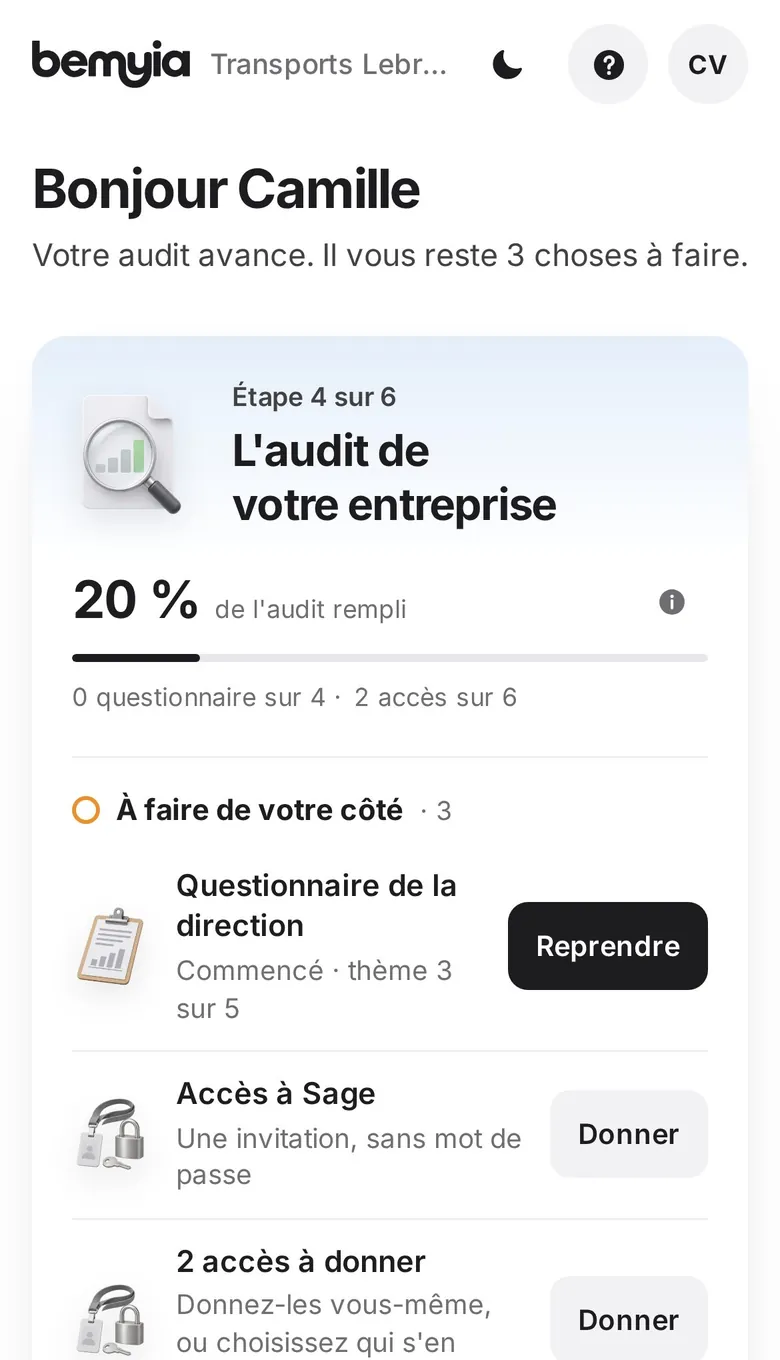 bemyia Transports Lebr... CV
Bonjour Camille
Votre audit avance. Il vous reste 3 choses à faire.
Étape 4 sur 6
L'audit de
votre entreprise
20 % de l'audit rempli
0 questionnaire sur 4 · 2 accès sur 6
À faire de votre côté · 3
Questionnaire de la
direction
Commencé · thème 3
sur 5
Reprendre
Accès à Sage
Une invitation, sans mot de
passe
Donner
2 accès à donner
Donnez-les vous-même,
ou choisissez qui s'en
Donner